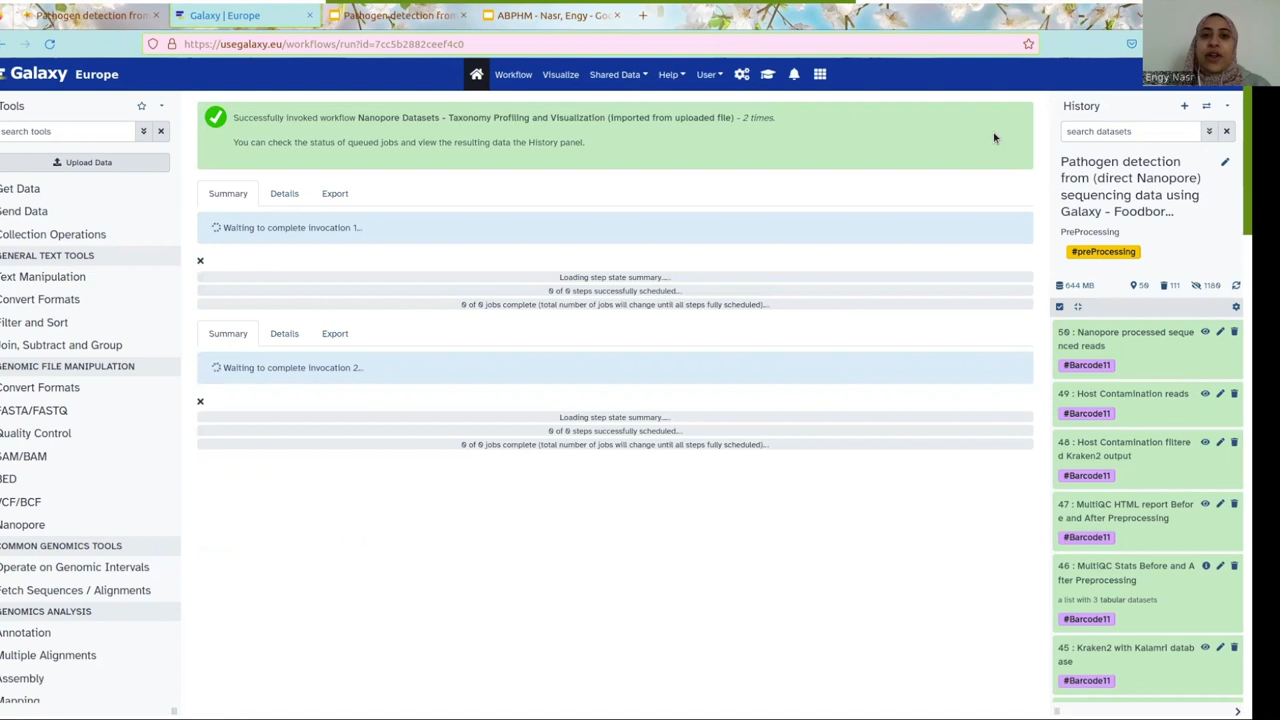 Pathogen detection from
Galaxy | Europe
Pathogen detection from
ABPHM - Nasr, Engy - Goo
https://usegalaxy.eu/workflows/run?id=7cc5b2882ceef4c0
Engy Nasr
Galaxy Europe
Workflow Visualize Shared Data Help User
Tools
search tools
Upload Data
Get Data
Send Data
Collection Operations
GENERAL TEXT TOOLS
Text Manipulation
Convert Formats
Filter and Sort
Join, Subtract and Group
GENOMIC FILE MANIPULATION
Convert Formats
FASTA/FASTQ
Quality Control
SAM/BAM
BED
VCF/BCF
Nanopore
COMMON GENOMICS TOOLS
Operate on Genomic Intervals
Fetch Sequences / Alignments
GENOMICS ANALYSIS
Annotation
Multiple Alignments
Assembly
Mapping
Successfully invoked workflow Nanopore Datasets - Taxonomy Profiling and Visualization (Imported from uploaded file) - 2 times.
You can check the status of queued jobs and view the resulting data the History panel.
Summary Details Export
Waiting to complete invocation 1...
Loading step state summary.....
0 of 0 steps successfully scheduled...
0 of 0 jobs complete (total number of jobs will change until all steps fully scheduled)...
Summary Details Export
Waiting to complete invocation 2...
Loading step state summary.....
0 of 0 steps successfully scheduled...
0 of 0 jobs complete (total number of jobs will change until all steps fully scheduled)...
History
search datasets
Pathogen detection
from (direct Nanopore)
sequencing data using
Galaxy - Foodbor...
PreProcessing
#preProcessing
644 MB 50 111 1180
50 : Nanopore processed seque
nced reads
#Barcode11
49 : Host Contamination reads
#Barcode11
48 : Host Contamination filtere
d Kraken2 output
#Barcode11
47 : MultiQC HTML report Befor
e and After Preprocessing
#Barcode11
46 : MultiQC Stats Before and A
fter Preprocessing
a list with 3 tabular datasets
#Barcode11
45 : Kraken2 with Kalamri datab
ase
#Barcode11